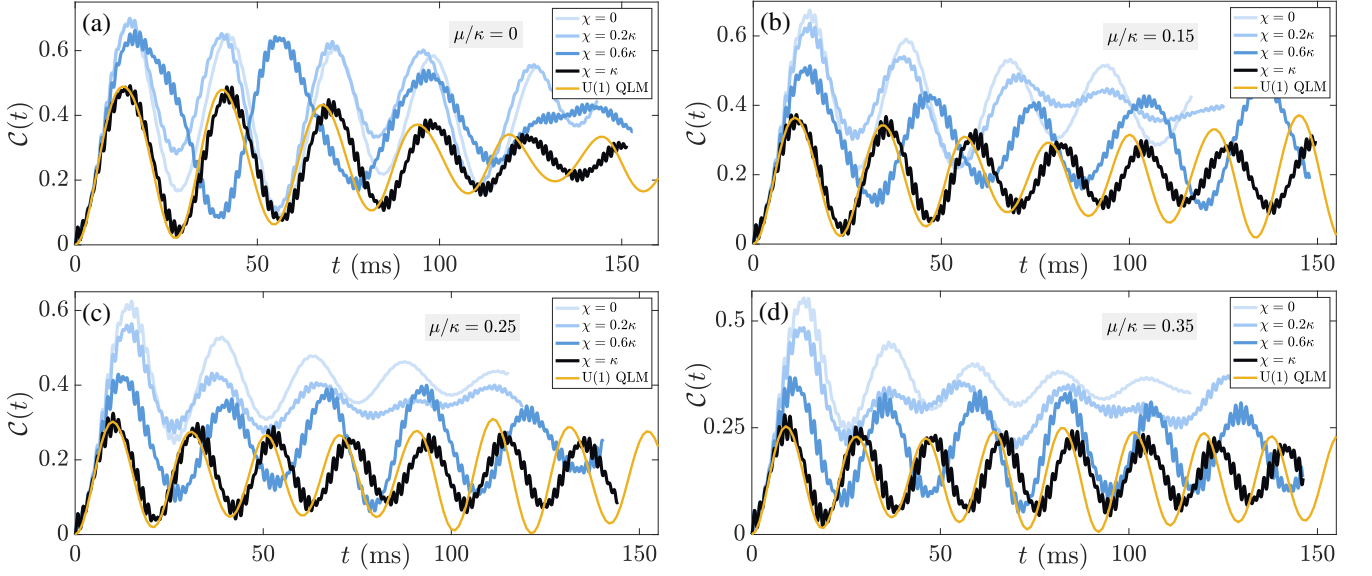 (a)
μ/κ = 0
χ = 0
χ = 0.2κ
χ = 0.6κ
χ = κ
U(1) QLM
0.6
0.4
0.2
0
C(t)
0 50 100 150
t (ms)
(b)
μ/κ = 0.15
χ = 0
χ = 0.2κ
χ = 0.6κ
χ = κ
U(1) QLM
0.6
0.4
0.2
0
C(t)
0 50 100 150
t (ms)
(c)
μ/κ = 0.25
χ = 0
χ = 0.2κ
χ = 0.6κ
χ = κ
U(1) QLM
0.6
0.4
0.2
0
C(t)
0 50 100 150
t (ms)
(d)
μ/κ = 0.35
χ = 0
χ = 0.2κ
χ = 0.6κ
χ = κ
U(1) QLM
0.5
0.25
0
C(t)
0 50 100 150
t (ms)